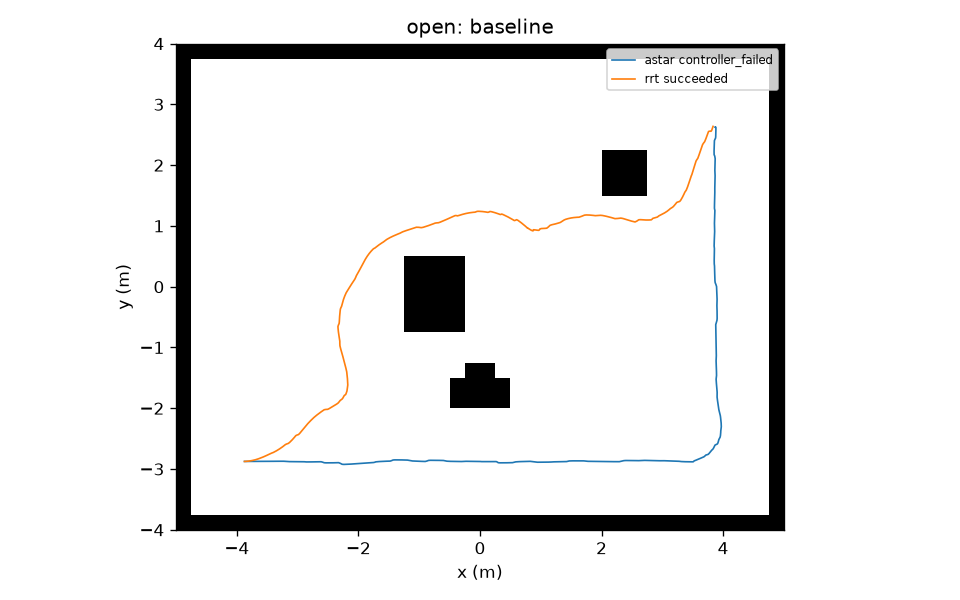 open: baseline
astar controller_failed
rrt succeeded
4
3
2
1
0
−1
−2
−3
−4
y (m)
−4
−2
0
2
4
x (m)